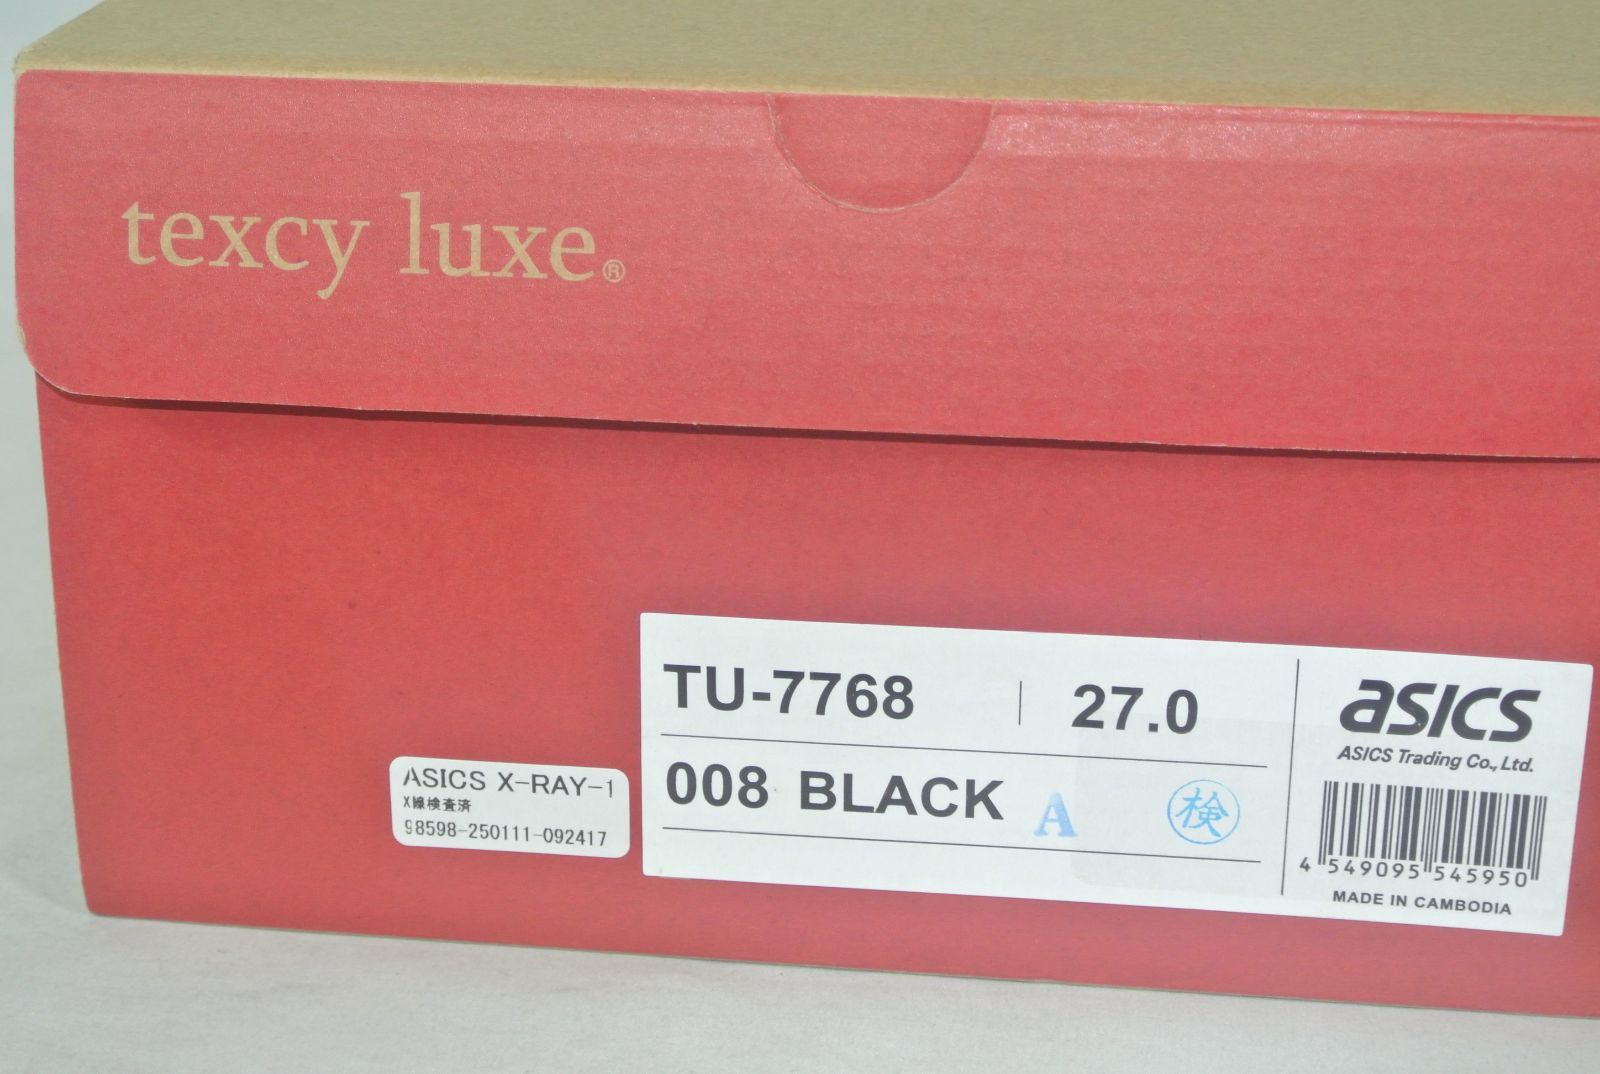 texcy luxe®
TU-7768 | 27.0
008 BLACK A 検
asics
ASICS Trading Co., Ltd.
4 549095 545950
MADE IN CAMBODIA
ASICS X-RAY-1
X線検査済
98598-250111-092417